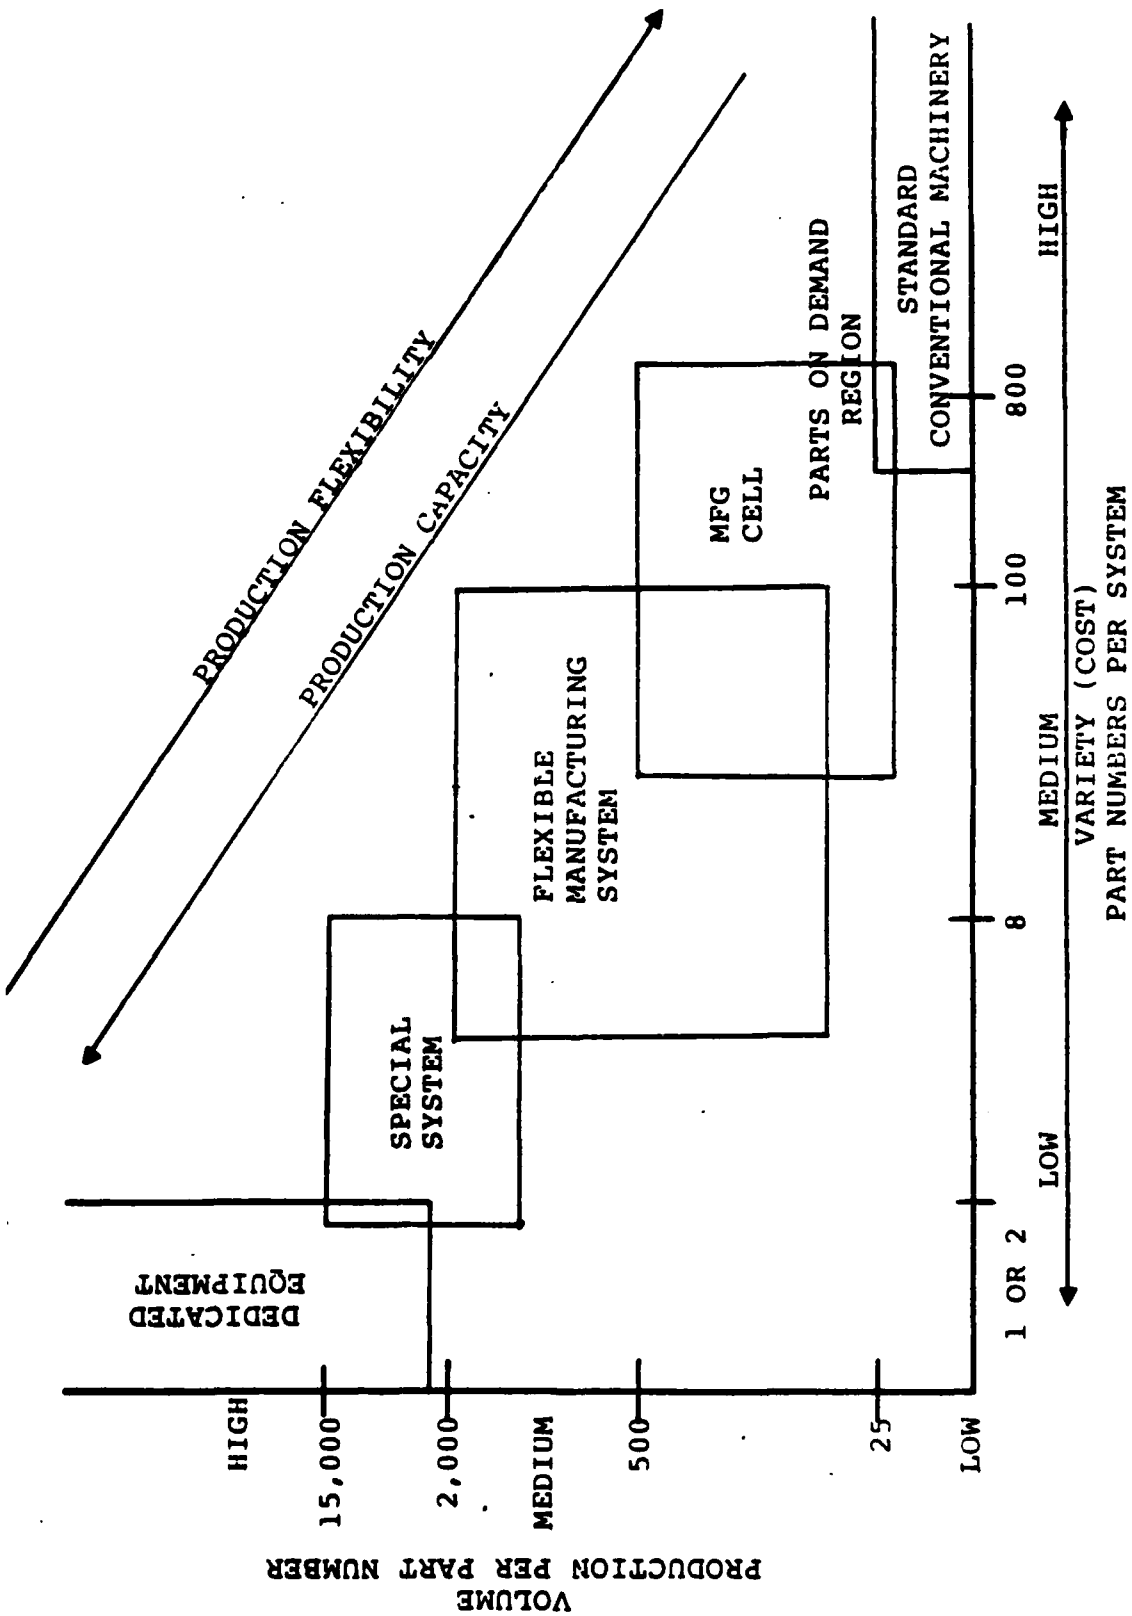 VOLUME
PRODUCTION PER PART NUMBER
HIGH
15,000
2,000
MEDIUM
500
25
LOW
DEDICATED
EQUIPMENT
SPECIAL
SYSTEM
FLEXIBLE
MANUFACTURING
SYSTEM
MFG
CELL
PARTS ON DEMAND
REGION
STANDARD
CONVENTIONAL MACHINERY
PRODUCTION FLEXIBILITY
PRODUCTION CAPACITY
1 OR 2
8
100
800
LOW
MEDIUM
HIGH
VARIETY (COST)
PART NUMBERS PER SYSTEM